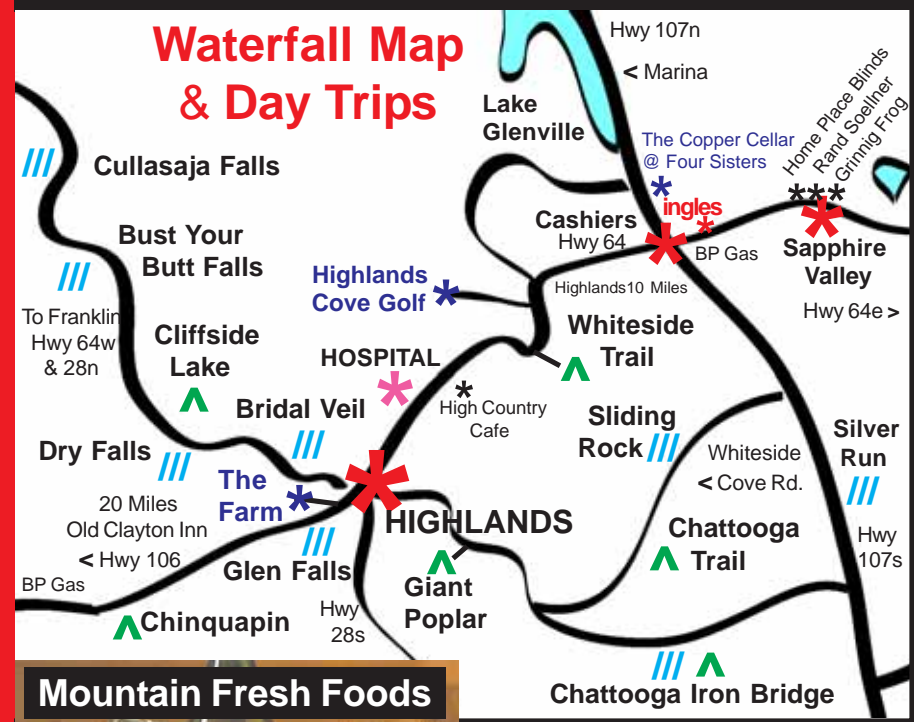 Waterfall Map
& Day Trips
Hwy 107n
< Marina
Lake
Glenville
The Copper Cellar
@ Four Sisters
Home Place Blinds
Rand Soellner
Grinnig Frog
Cullasaja Falls
ingles
Cashiers
Hwy 64
BP Gas
Sapphire
Valley
Bust Your
Butt Falls
Highlands
Cove Golf
Highlands10 Miles
Hwy 64e >
To Franklin
Hwy 64w
& 28n
Cliffside
Lake
Whiteside
Trail
HOSPITAL
High Country
Cafe
Bridal Veil
Sliding
Rock
Silver
Run
Dry Falls
Whiteside
< Cove Rd.
The
Farm
20 Miles
Old Clayton Inn
< Hwy 106
HIGHLANDS
Chattooga
Trail
Hwy
107s
BP Gas
Glen Falls
Giant
Poplar
Chinquapin
Hwy
28s
Chattooga Iron Bridge
Mountain Fresh Foods